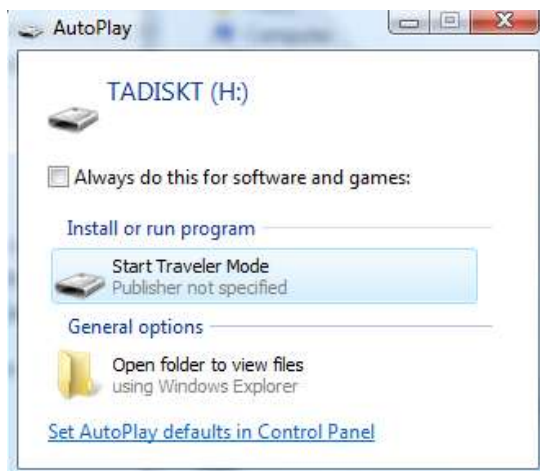 AutoPlay
TADISKT (H:)
Always do this for software and games:
Install or run program
Start Traveler Mode
Publisher not specified
General options
Open folder to view files
using Windows Explorer
Set AutoPlay defaults in Control Panel